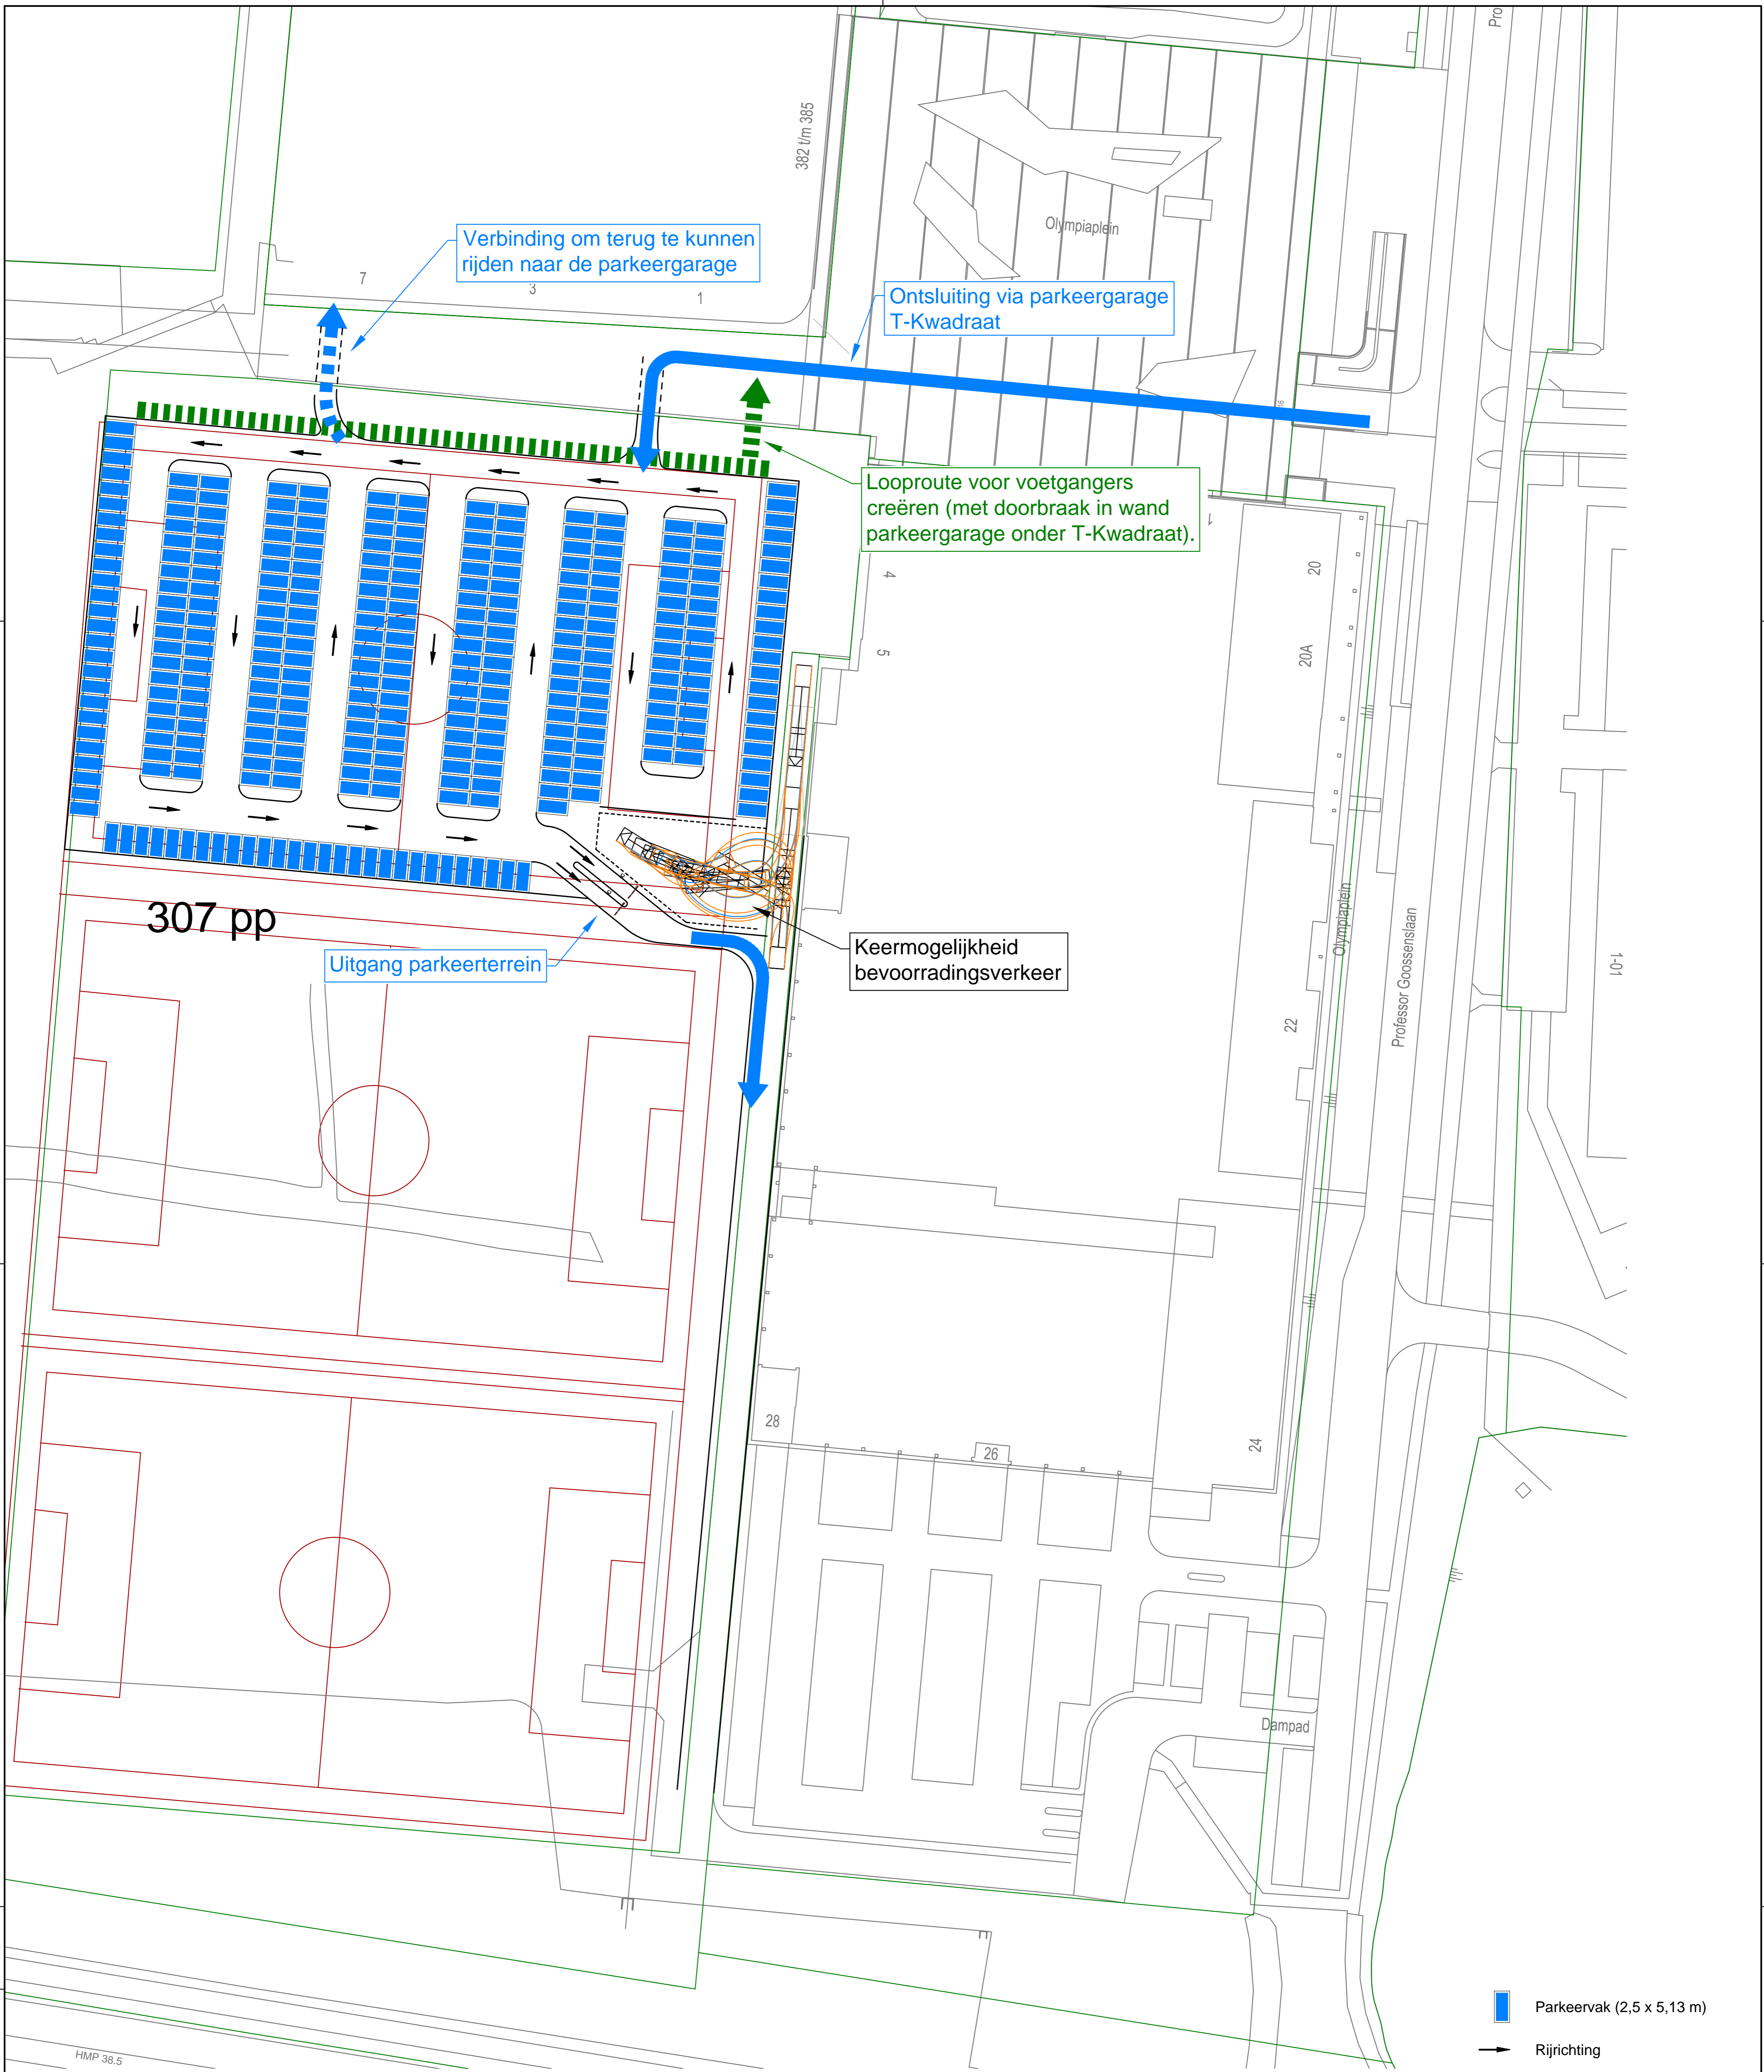 Pro
382 t/m 385
Olympiaplein
Verbinding om terug te kunnen
rijden naar de parkeergarage
7
3
1
Ontsluiting via parkeergarage
T-Kwadraat
16
Looproute voor voetgangers
creëren (met doorbraak in wand
parkeergarage onder T-Kwadraat).
4
5
20
20A
307 pp
Uitgang parkeerterrein
Keermogelijkheid
bevoorradingsverkeer
Olympiaplein
Professor Goossenslaan
1-01
22
28
26
24
Dampad
HMP 38.5
Parkeervak (2,5 x 5,13 m)
Rijrichting